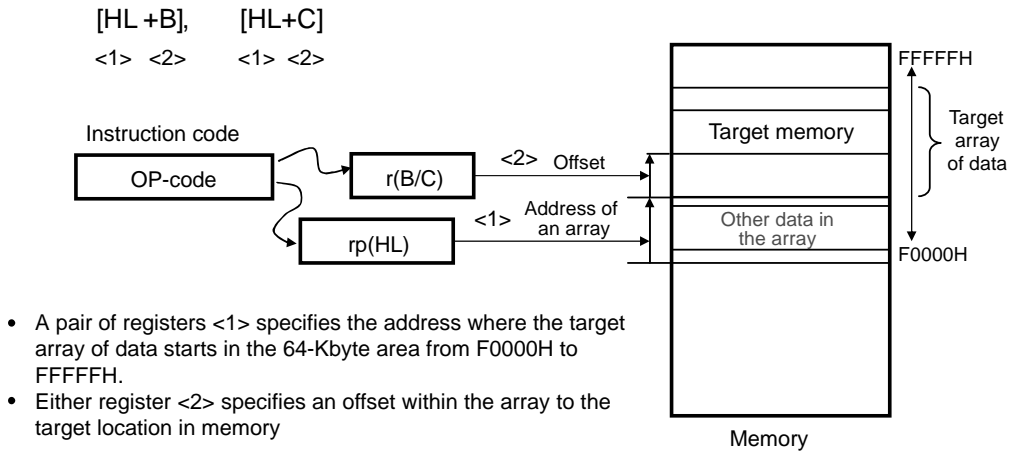 [HL +B], [HL+C]
<1> <2> <1> <2>
FFFFFH
Target
array
of data
Target memory
Instruction code
OP-code
r(B/C)
<2> Offset
<1> Address of
an array
rp(HL)
Other data in
the array
F0000H
• A pair of registers <1> specifies the address where the target
array of data starts in the 64-Kbyte area from F0000H to
FFFFFH.
• Either register <2> specifies an offset within the array to the
target location in memory
Memory